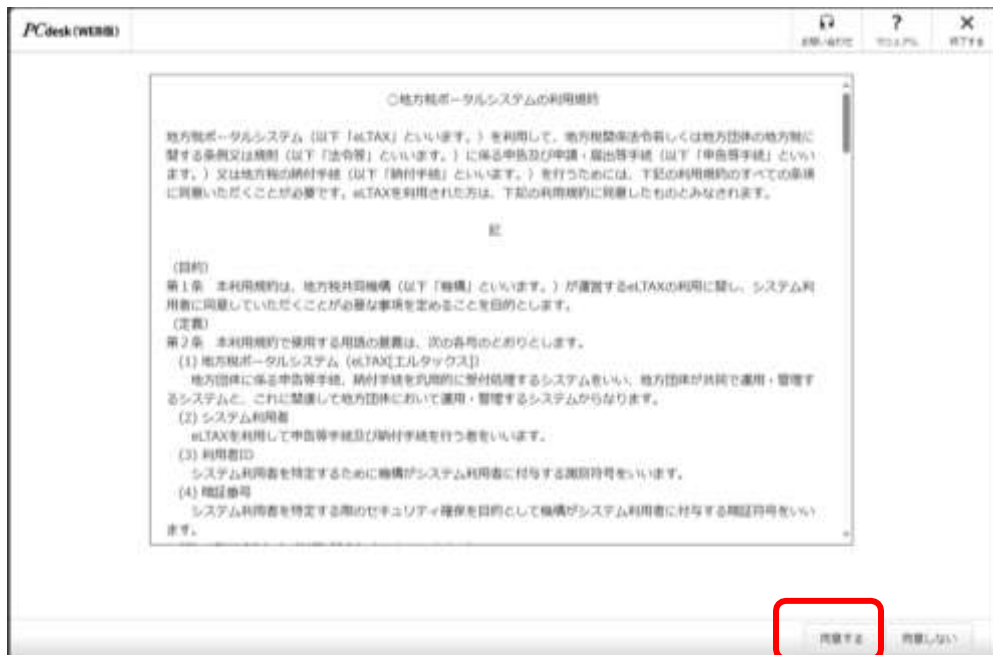 PCdesk (WEB版)
お問い合わせ
?
マニュアル
×
終了する
○地方税ポータルシステムの利用規約
地方税ポータルシステム（以下「eLTAX」といいます。）を利用して、地方税関係法令若しくは地方団体の地方税に
関する条例又は規則（以下「法令等」といいます。）に係る申告及び申請・届出等手続（以下「申告等手続」といい
ます。）又は地方税の納付手続（以下「納付手続」といいます。）を行うためには、下記の利用規約のすべての条項
に同意いただくことが必要です。eLTAXを利用された方は、下記の利用規約に同意したものとみなされます。
記
（目的）
第１条　本利用規約は、地方税共同機構（以下「機構」といいます。）が運営するeLTAXの利用に関し、システム利
用者に同意していただくことが必要な事項を定めることを目的とします。
（定義）
第２条　本利用規約で使用する用語の意義は、次の各号のとおりとします。
(1) 地方税ポータルシステム（eLTAX[エルタックス]）
地方団体に係る申告等手続、納付手続を汎用的に受付処理するシステムをいい、地方団体が共同で運用・管理す
るシステムと、これに関連して地方団体において運用・管理するシステムからなります。
(2) システム利用者
eLTAXを利用して申告等手続及び納付手続を行う者をいいます。
(3) 利用者ID
システム利用者を特定するために機構がシステム利用者に付与する識別符号をいいます。
(4) 暗証番号
システム利用者を特定する際のセキュリティ確保を目的として機構がシステム利用者に付与する暗証符号をいい
ます。
同意する
同意しない